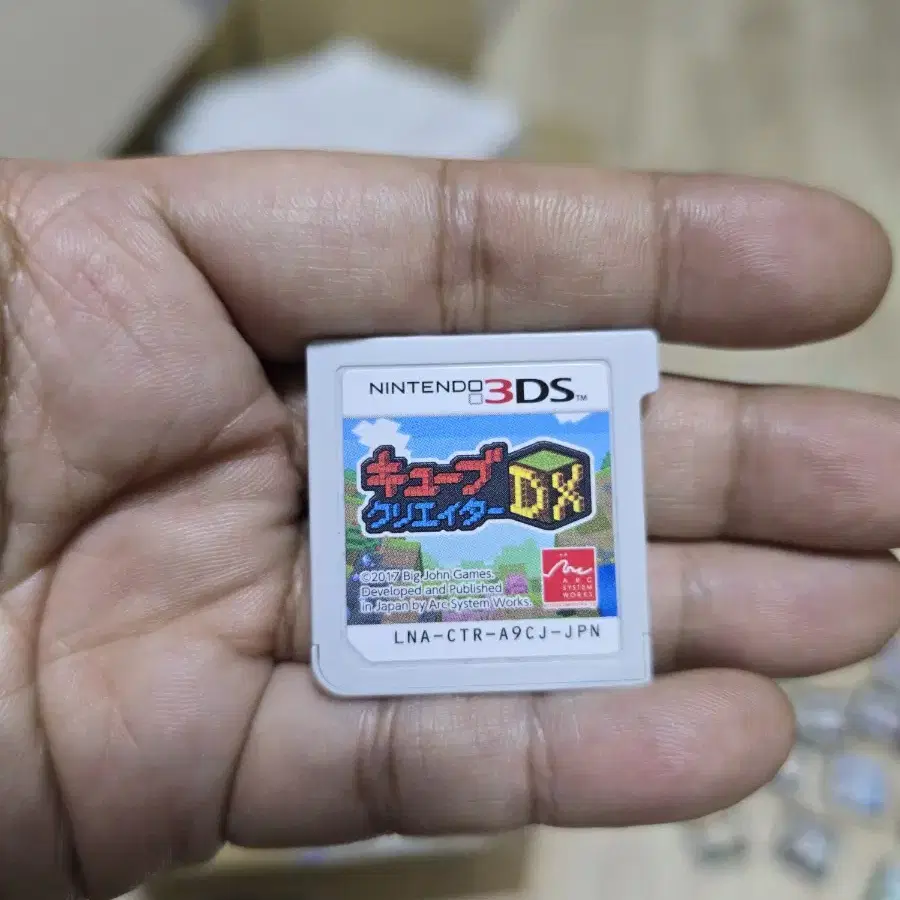 NINTENDO 3DS™
キューブ
クリエイター
DX
©2017 Big John Games.
Developed and Published
in Japan by Arc System Works.
ARC
SYSTEM
WORKS
LNA-CTR-A9CJ-JPN